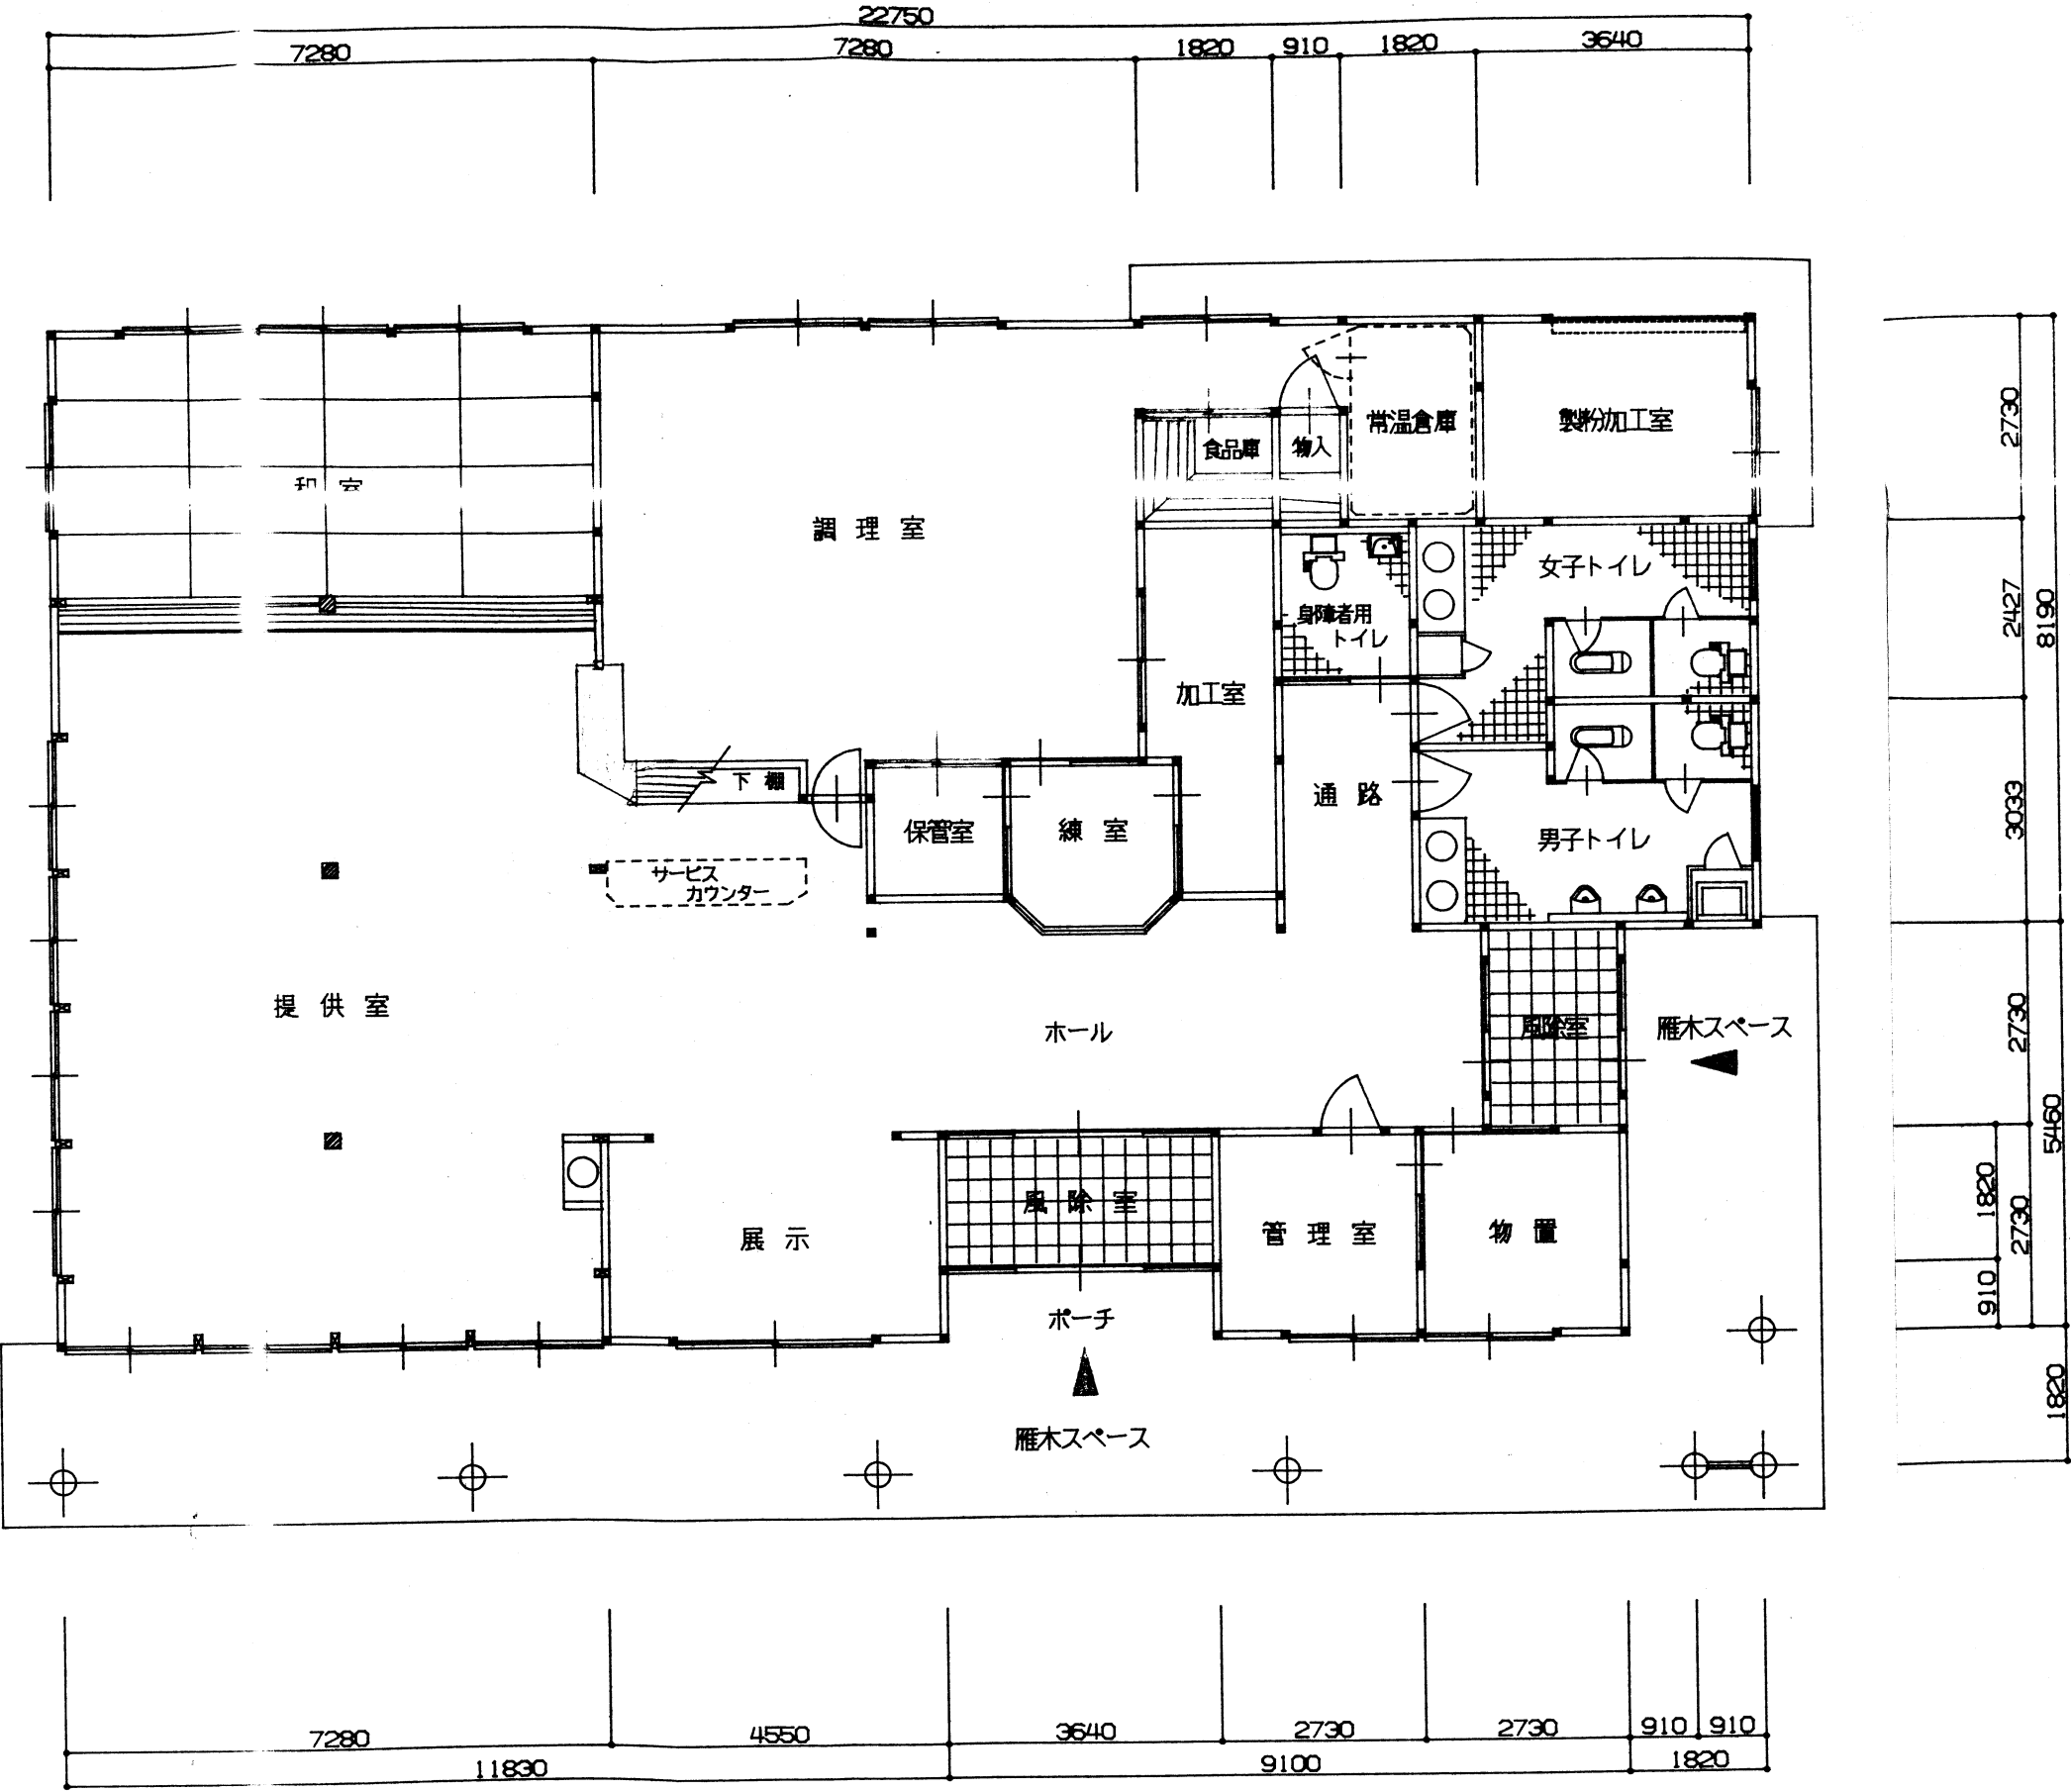 22750
7280 7280 1820 910 1820 3640
和室
調理室
食品庫
物入
常温倉庫
製粉加工室
2730
女子トイレ
身障者用
トイレ
2427
8190
加工室
下棚
通路
3033
保管室
練室
男子トイレ
サービス
カウンター
提供室
ホール
風除室
雁木スペース
2730
5460
展示
風除室
管理室
物置
1820
2730
910
ポーチ
雁木スペース
1820
7280 4550 3640 2730 2730 910 910
11830 9100 1820